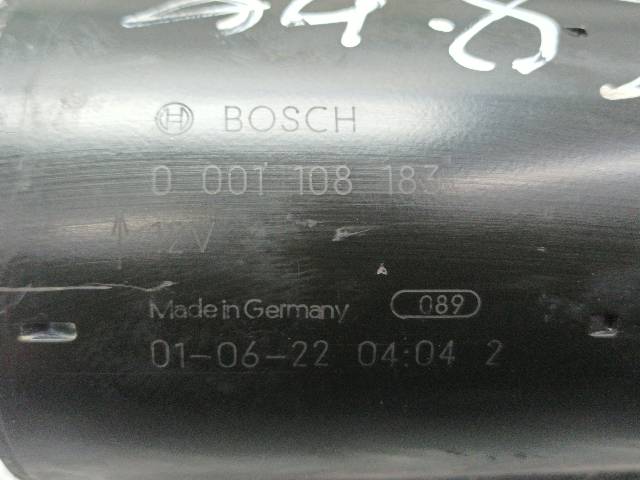 BOSCH
0 001 108 183
12V
Made in Germany 089
01-06-22 04:04 2